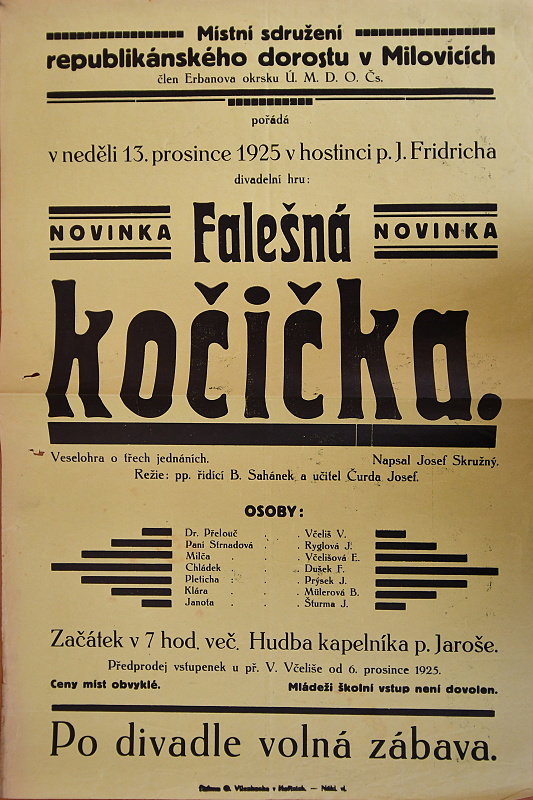 Místní sdružení
republikánského dorostu v Milovicích
člen Erbanova okrsku Ú. M. D. O. Čs.
pořádá
v neděli 13. prosince 1925 v hostinci p. J. Fridricha
divadelní hru:
NOVINKA Falešná NOVINKA
kočička.
Veselohra o třech jednáních. Napsal Josef Skružný.
Režie: pp. řídící B. Sahánek a učitel Čurda Josef.
OSOBY:
Dr. Přelouč . . Včeliš V.
Paní Strnadová . . Ryglová J.
Milča . . Včelišová E.
Chládek . . Dušek F.
Pleticha . . Prýsek J.
Klára . . Mülerová B.
Janota . . Šturma J.
Začátek v 7 hod. več. Hudba kapelníka p. Jaroše.
Předprodej vstupenek u př. V. Včeliše od 6. prosince 1925.
Ceny míst obvyklé. Mládeži školní vstup není dovolen.
Po divadle volná zábava.
v Hořicích. — Nákl. vl.